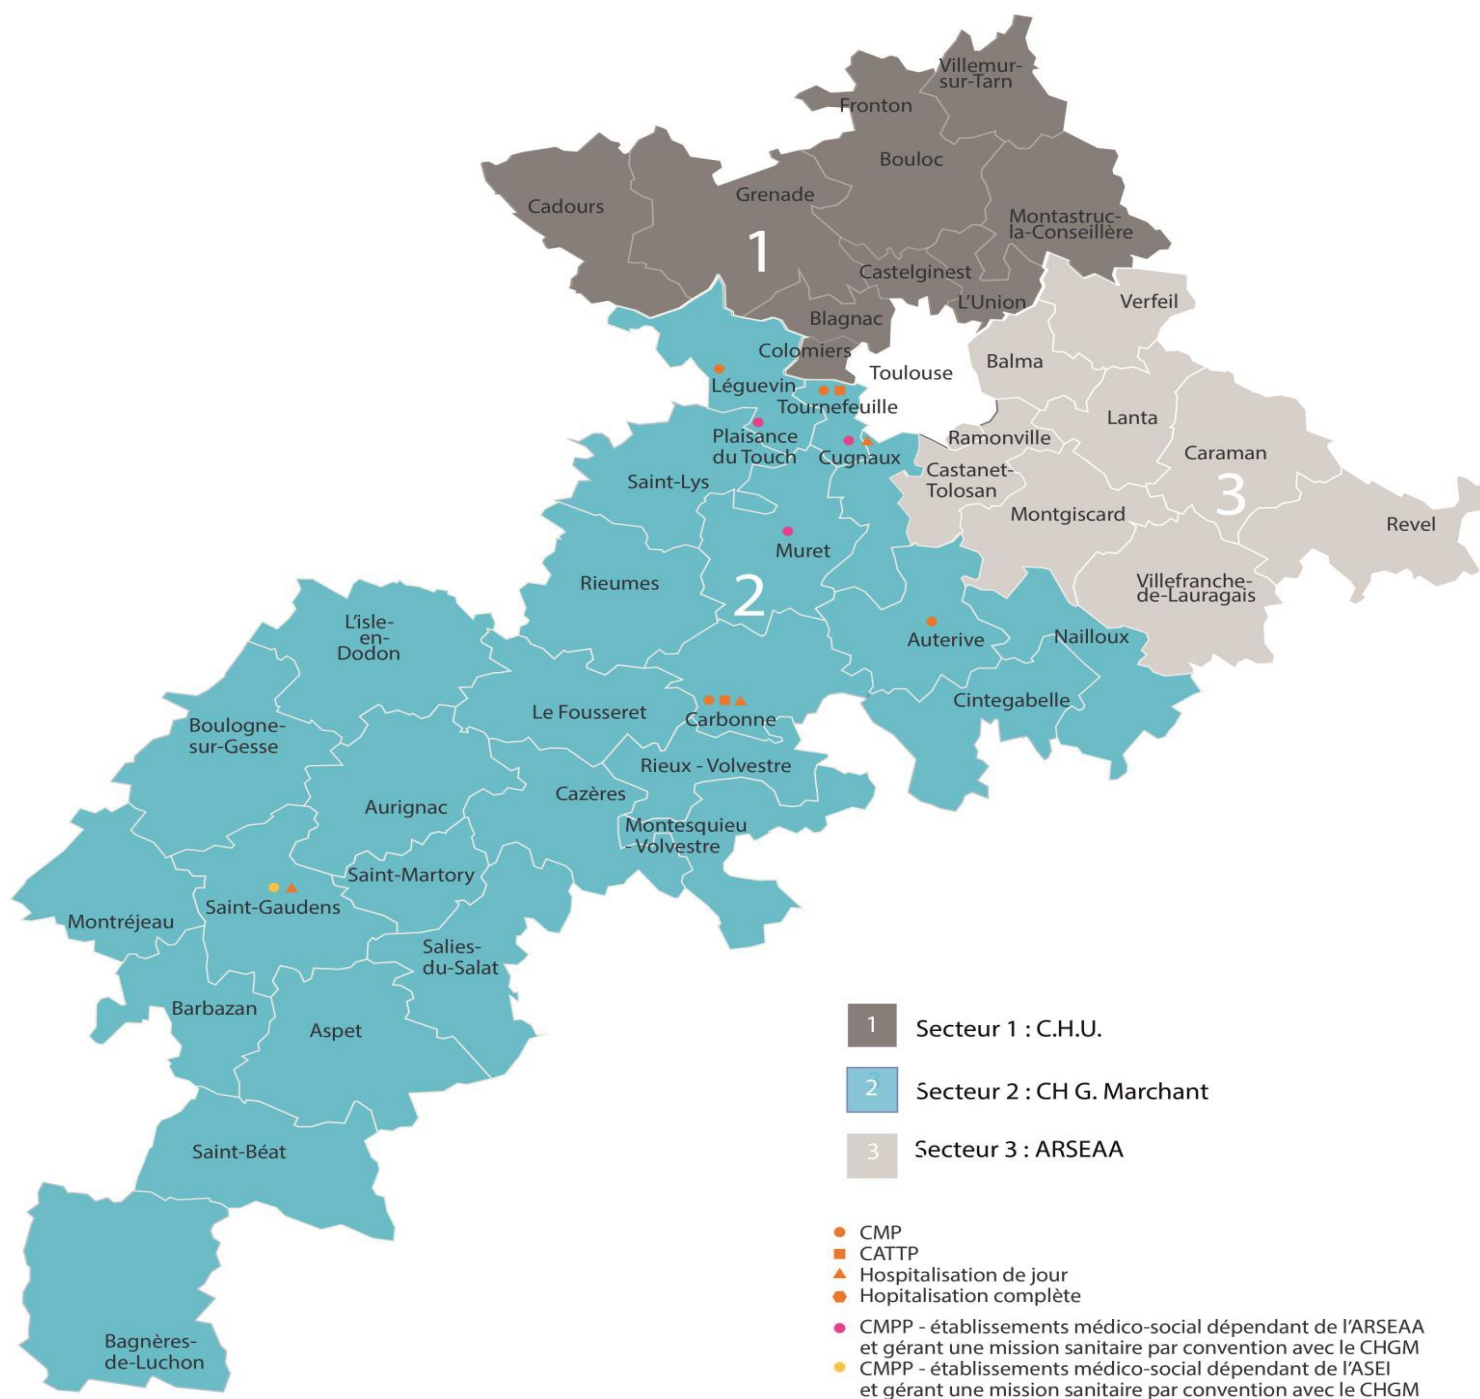 Villemur-
sur-Tarn
Fronton
Bouloc
Cadours
Grenade
Montastruc-
la-Conseillère
1
Castelginest
L'Union
Verfeil
Blagnac
Colomiers
Toulouse
Balma
Léguevin
Tournefeuille
Lanta
Plaisance
du Touch
Cugnaux
Ramonville
Caraman
Saint-Lys
Castanet-
Tolosan
3
Montgiscard
Revel
Muret
Rieumes
2
Villefranche-
de-Lauragais
L'isle-
en-
Dodon
Auterive
Nailloux
Boulogne-
sur-Gesse
Le Fousseret
Carbonne
Cintegabelle
Rieux - Volvestre
Aurignac
Cazères
Montesquieu
- Volvestre
Saint-Martory
Saint-Gaudens
Montréjeau
Salies-
du-Salat
Barbazan
Aspet
Saint-Béat
Bagnères-
de-Luchon
1 Secteur 1 : C.H.U.
2 Secteur 2 : CH G. Marchant
3 Secteur 3 : ARSEAA
CMP
CATTP
Hospitalisation de jour
Hopitalisation complète
CMPP - établissements médico-social dépendant de l'ARSEAA
et gérant une mission sanitaire par convention avec le CHGM
CMPP - établissements médico-social dépendant de l'ASEI
et gérant une mission sanitaire par convention avec le CHGM